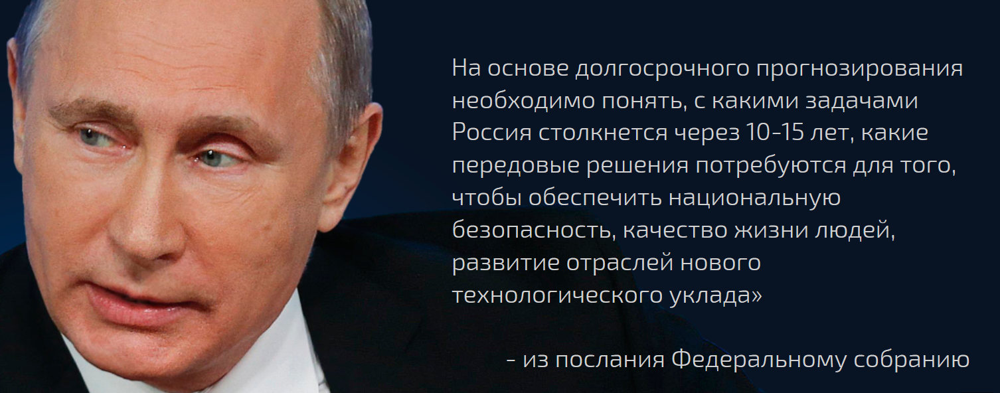 На основе долгосрочного прогнозирования
необходимо понять, с какими задачами
Россия столкнется через 10-15 лет, какие
передовые решения потребуются для того,
чтобы обеспечить национальную
безопасность, качество жизни людей,
развитие отраслей нового
технологического уклада»
- из послания Федеральному собранию